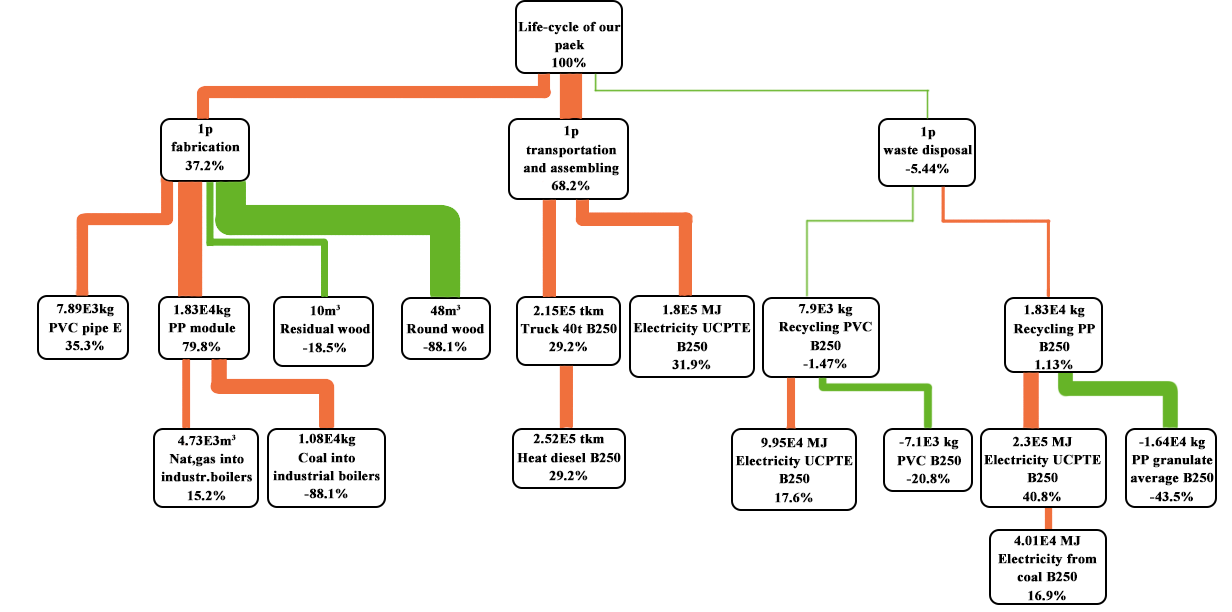 Life-cycle of our
paek
100%
1p
fabrication
37.2%
1p
transportation
and assembling
68.2%
1p
waste disposal
-5.44%
7.89E3kg
PVC pipe E
35.3%
1.83E4kg
PP module
79.8%
10m³
Residual wood
-18.5%
48m³
Round wood
-88.1%
2.15E5 tkm
Truck 40t B250
29.2%
1.8E5 MJ
Electricity UCPTE
B250
31.9%
7.9E3 kg
Recycling PVC
B250
-1.47%
1.83E4 kg
Recycling PP
B250
1.13%
4.73E3m³
Nat,gas into
industr.boilers
15.2%
1.08E4kg
Coal into
industrial boilers
-88.1%
2.52E5 tkm
Heat diesel B250
29.2%
9.95E4 MJ
Electricity UCPTE
B250
17.6%
-7.1E3 kg
PVC B250
-20.8%
2.3E5 MJ
Electricity UCPTE
B250
40.8%
-1.64E4 kg
PP granulate
average B250
-43.5%
4.01E4 MJ
Electricity from
coal B250
16.9%